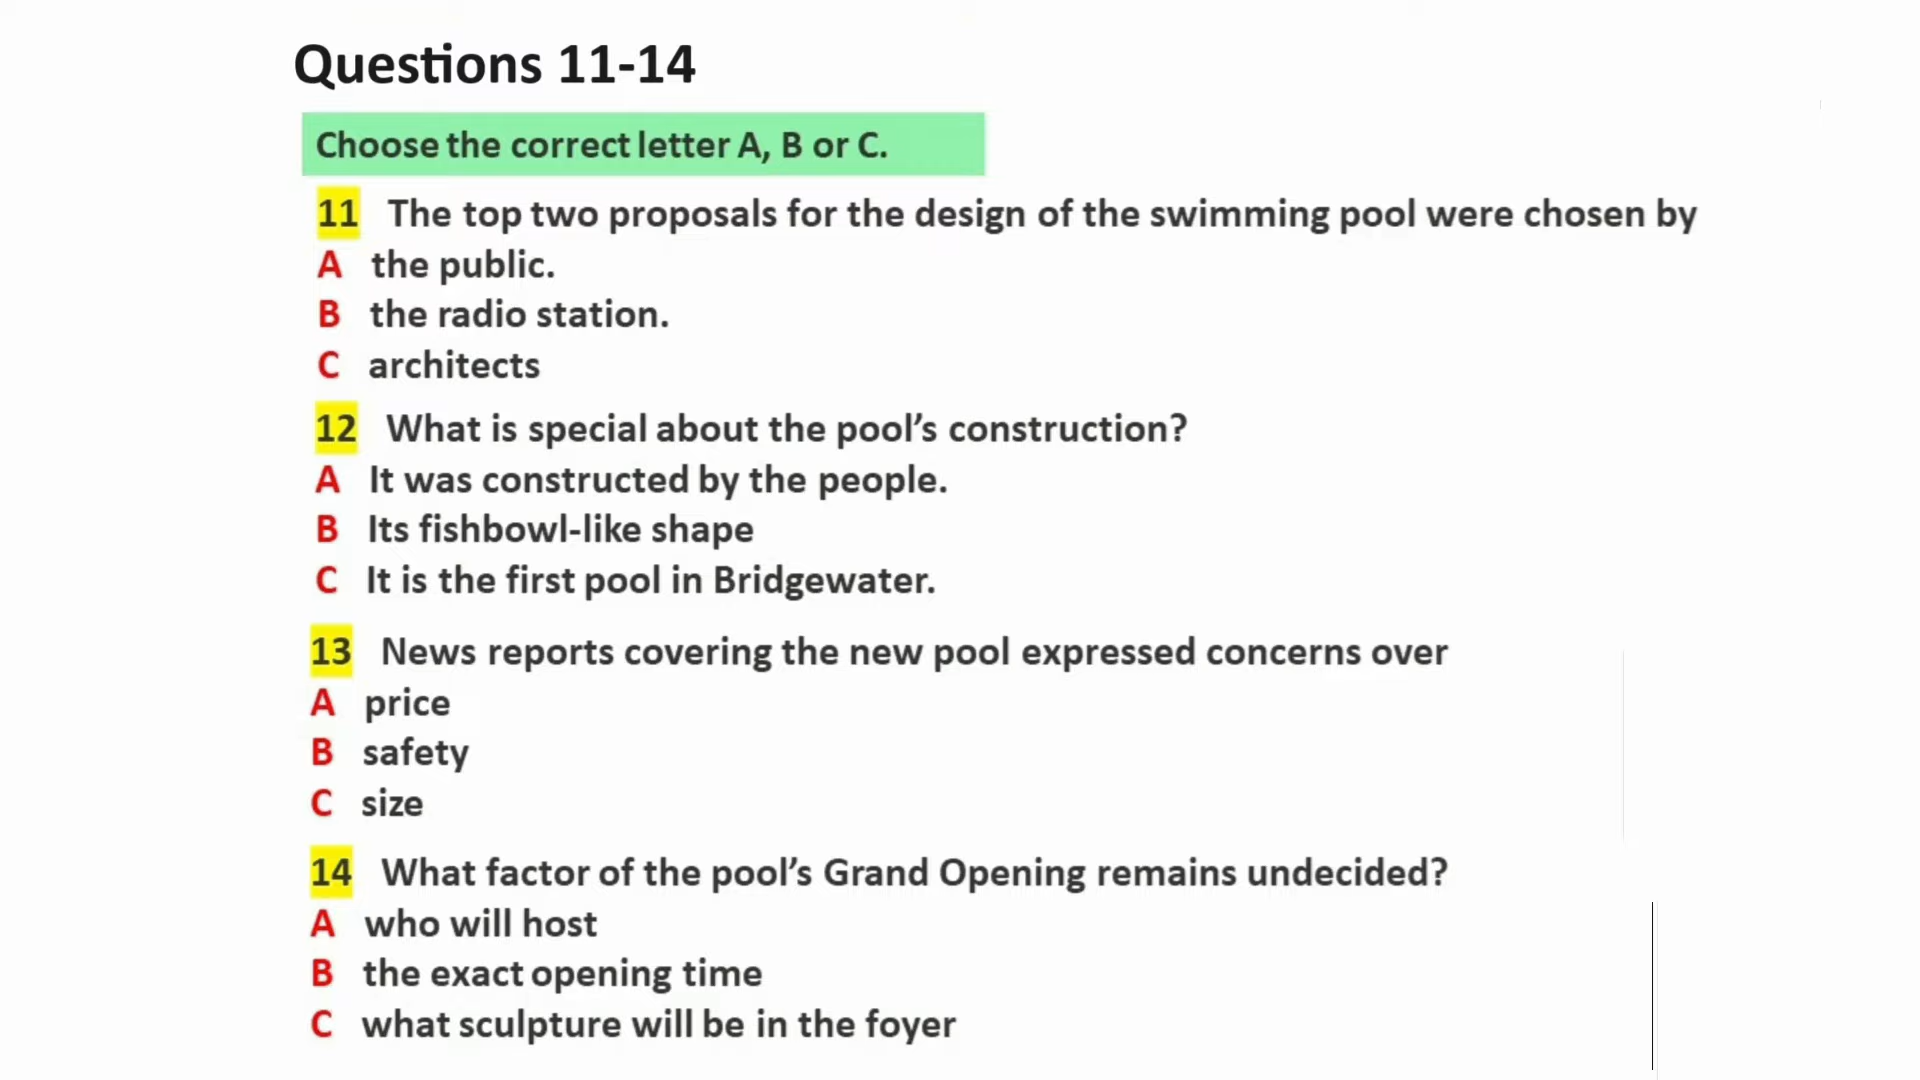 Questions 11-14
Choose the correct letter A, B or C.
11 The top two proposals for the design of the swimming pool were chosen by
A the public.
B the radio station.
C architects
12 What is special about the pool’s construction?
A It was constructed by the people.
B Its fishbowl-like shape
C It is the first pool in Bridgewater.
13 News reports covering the new pool expressed concerns over
A price
B safety
C size
14 What factor of the pool’s Grand Opening remains undecided?
A who will host
B the exact opening time
C what sculpture will be in the foyer